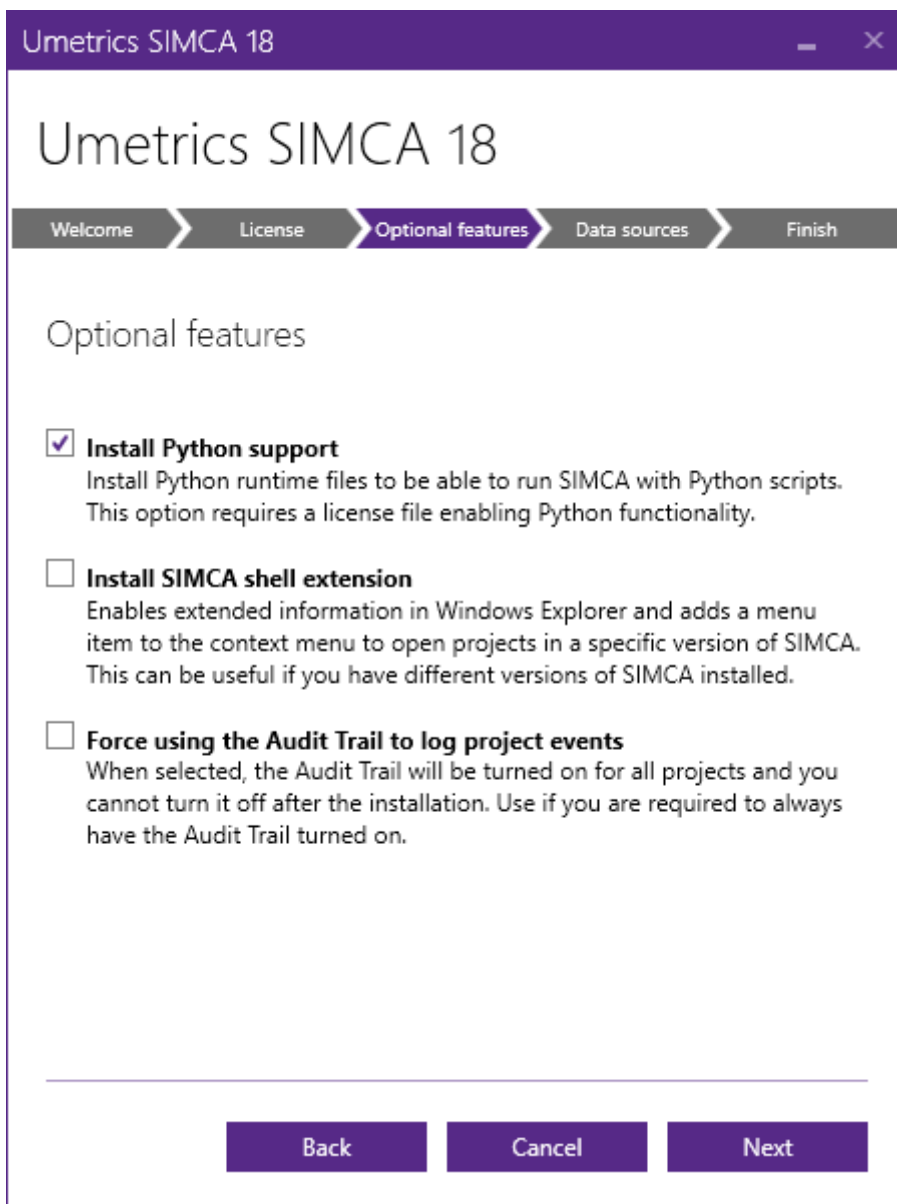 Umetrics SIMCA 18
Umetrics SIMCA 18
Welcome License Optional features Data sources Finish
Optional features
Install Python support
Install Python runtime files to be able to run SIMCA with Python scripts.
This option requires a license file enabling Python functionality.
Install SIMCA shell extension
Enables extended information in Windows Explorer and adds a menu
item to the context menu to open projects in a specific version of SIMCA.
This can be useful if you have different versions of SIMCA installed.
Force using the Audit Trail to log project events
When selected, the Audit Trail will be turned on for all projects and you
cannot turn it off after the installation. Use if you are required to always
have the Audit Trail turned on.
Back Cancel Next